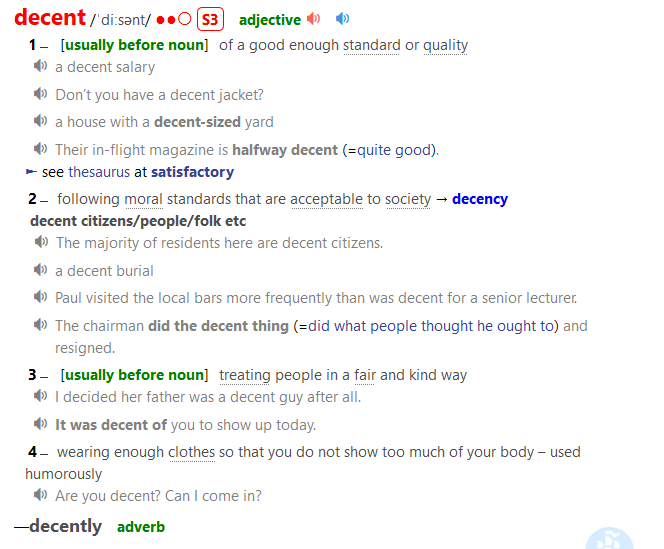 decent /ˈdiːsənt/ ●●○ S3 adjective
1 – [usually before noun] of a good enough standard or quality
a decent salary
Don't you have a decent jacket?
a house with a decent-sized yard
Their in-flight magazine is halfway decent (=quite good).
► see thesaurus at satisfactory
2 – following moral standards that are acceptable to society → decency
decent citizens/people/folk etc
The majority of residents here are decent citizens.
a decent burial
Paul visited the local bars more frequently than was decent for a senior lecturer.
The chairman did the decent thing (=did what people thought he ought to) and
resigned.
3 – [usually before noun] treating people in a fair and kind way
I decided her father was a decent guy after all.
It was decent of you to show up today.
4 – wearing enough clothes so that you do not show too much of your body – used
humorously
Are you decent? Can I come in?
—decently adverb